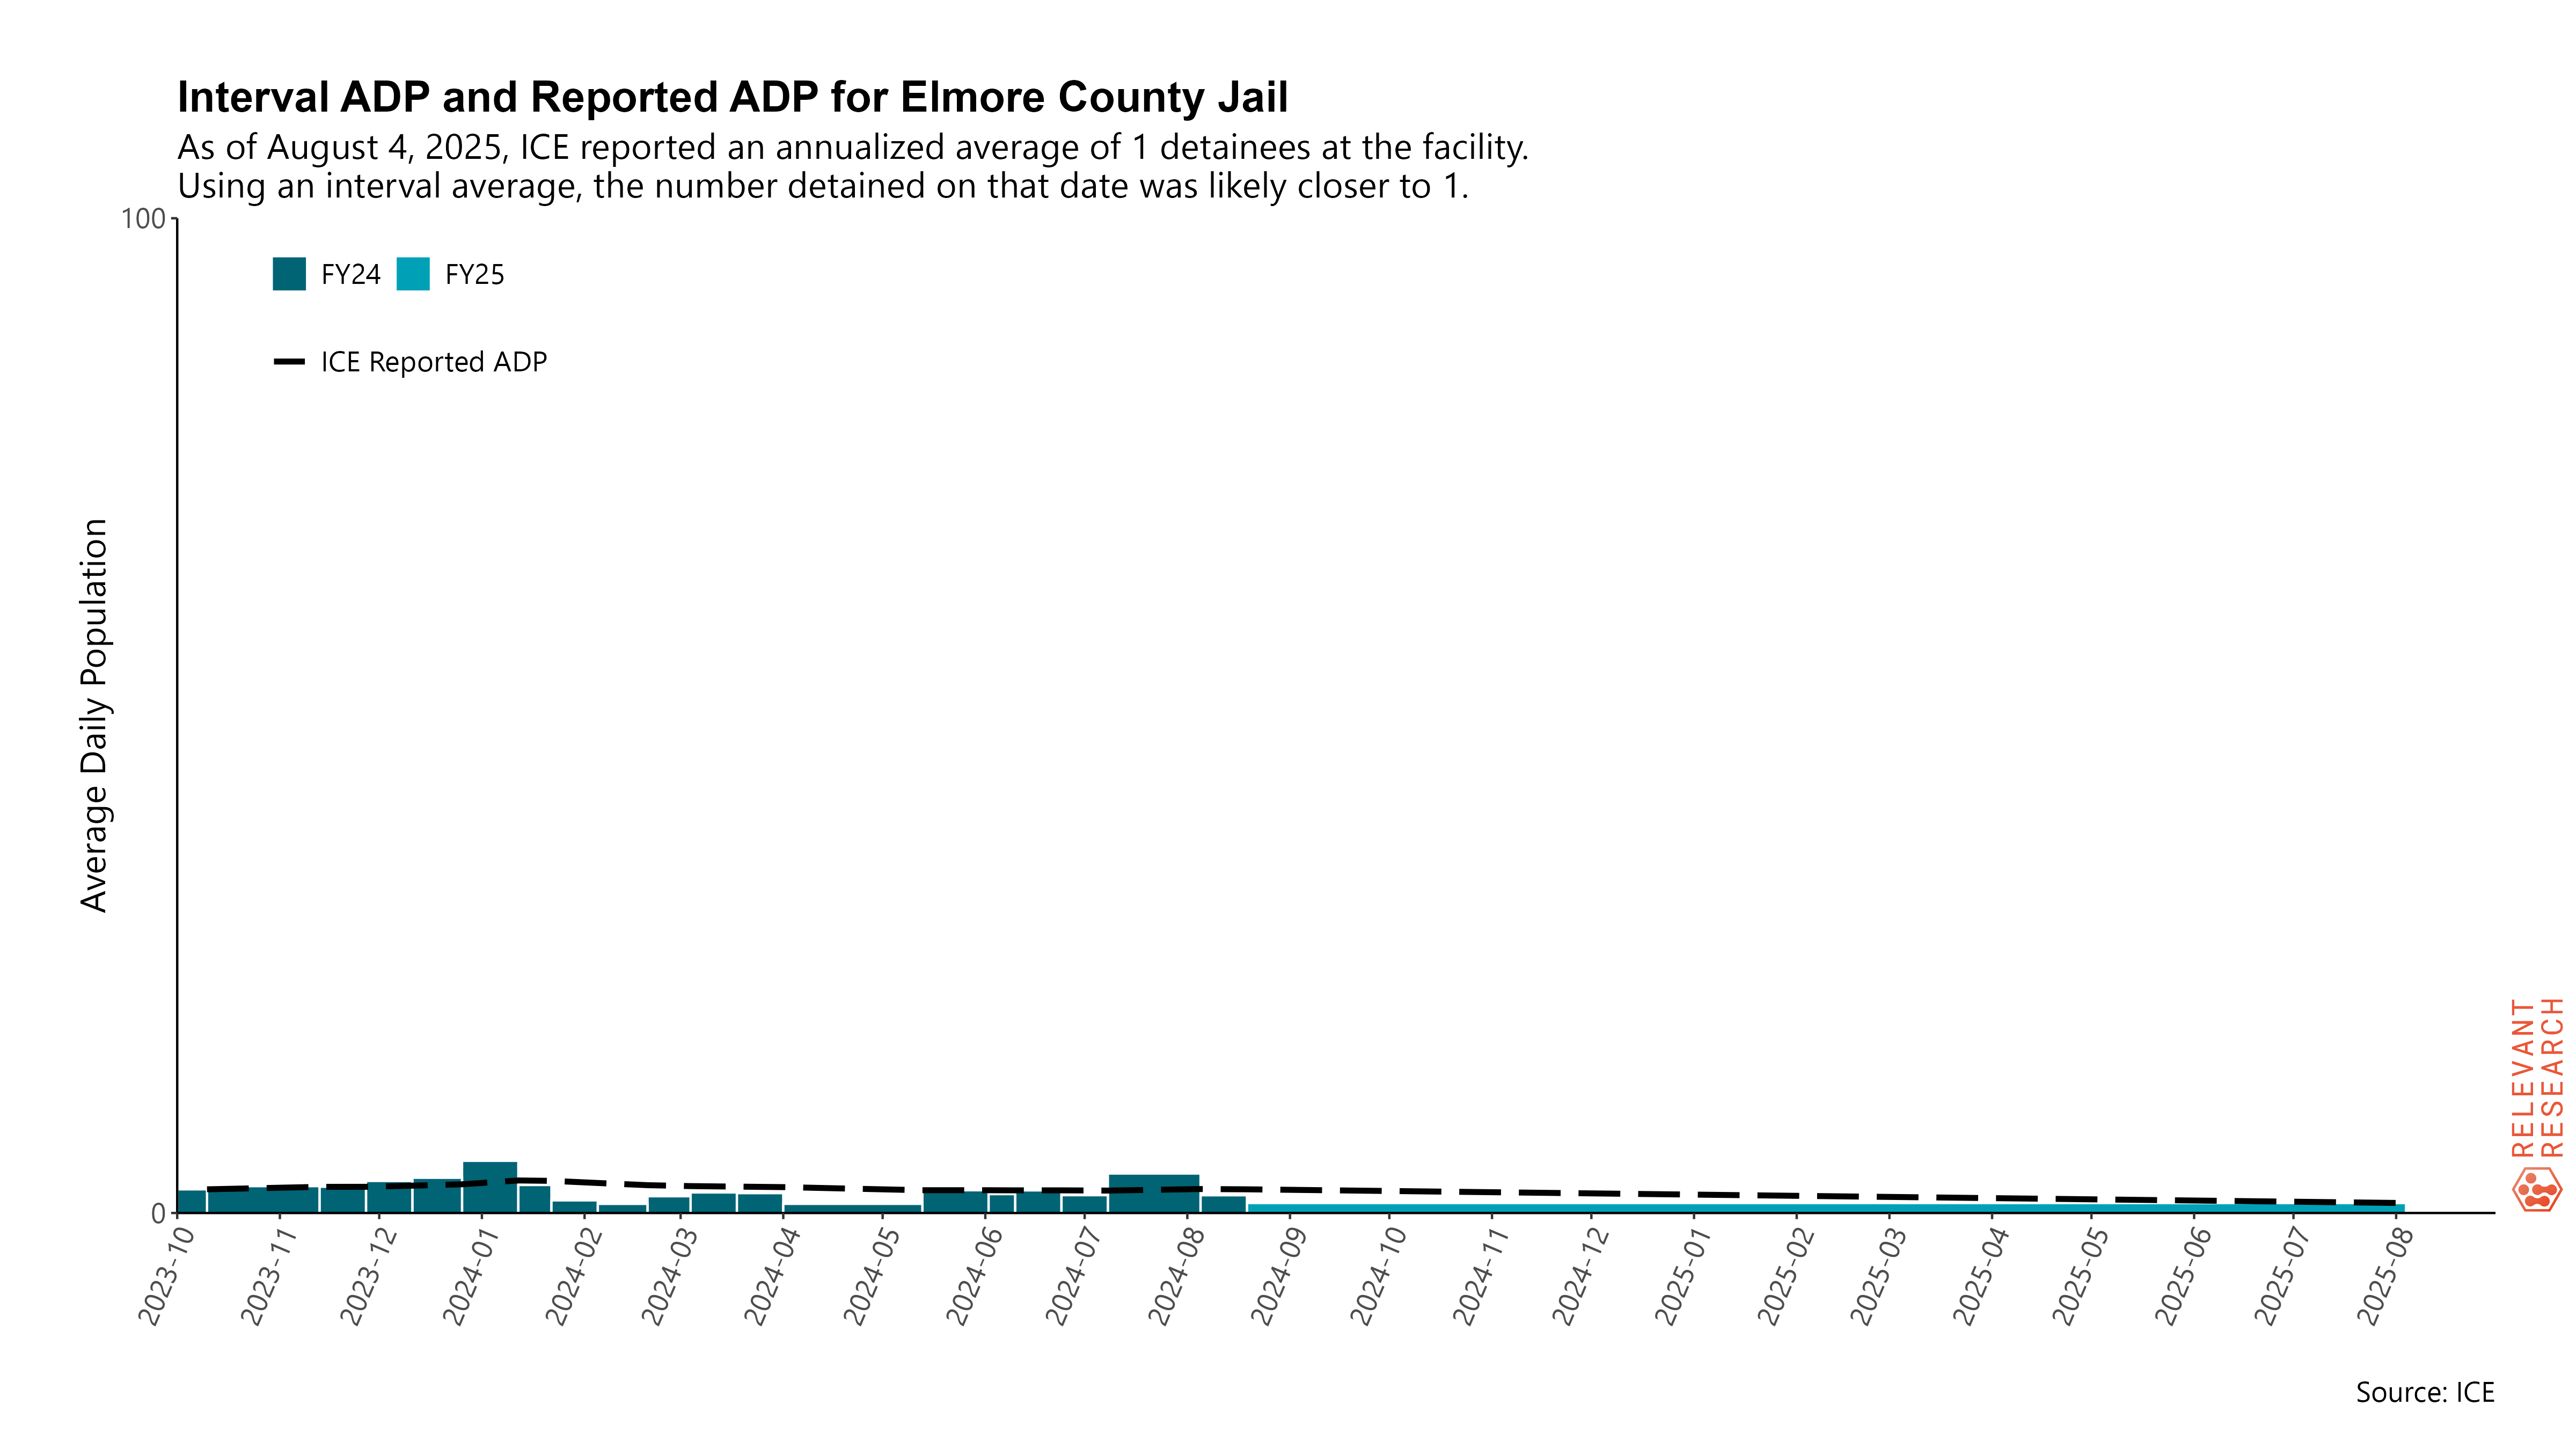 Interval ADP and Reported ADP for Elmore County Jail
As of August 4, 2025, ICE reported an annualized average of 1 detainees at the facility.
Using an interval average, the number detained on that date was likely closer to 1.
100
FY24
FY25
ICE Reported ADP
Average Daily Population
0
2023-10
2023-11
2023-12
2024-01
2024-02
2024-03
2024-04
2024-05
2024-06
2024-07
2024-08
2024-09
2024-10
2024-11
2024-12
2025-01
2025-02
2025-03
2025-04
2025-05
2025-06
2025-07
2025-08
RELEVANT
RESEARCH
Source: ICE